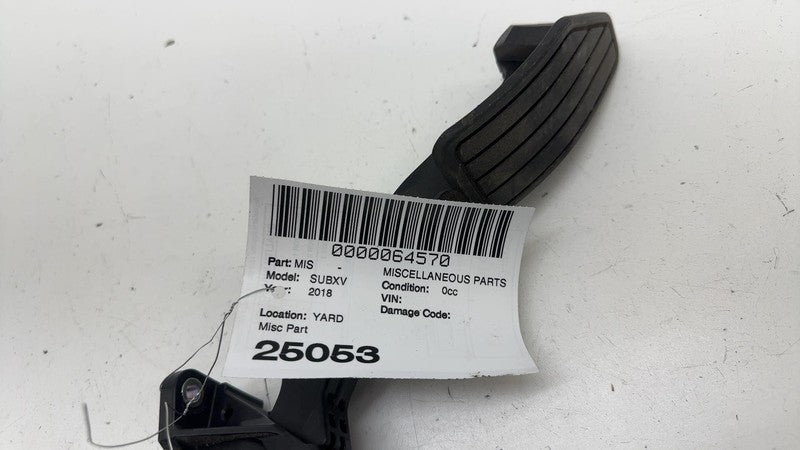 0000064570
Part: MIS - MISCELLANEOUS PARTS
Model: SUBXV Condition: 0cc
Year: 2018 VIN:
Location: YARD Damage Code:
Misc Part
25053